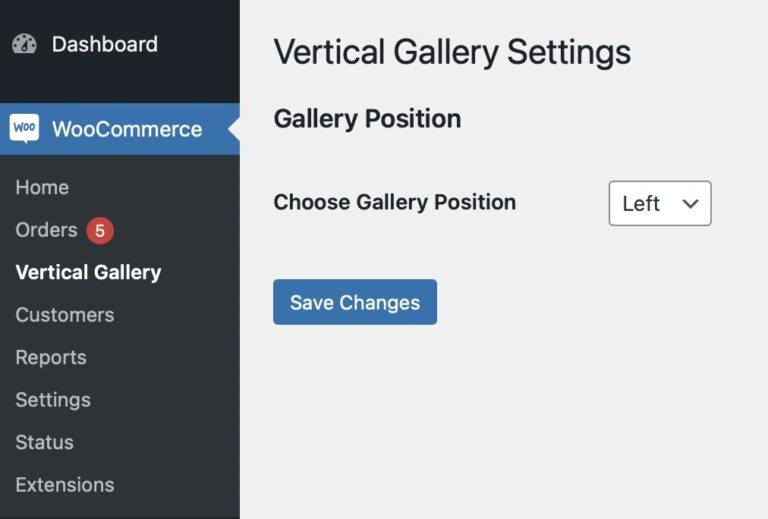 Dashboard
Woo WooCommerce
Home
Orders 5
Vertical Gallery
Customers
Reports
Settings
Status
Extensions
Vertical Gallery Settings
Gallery Position
Choose Gallery Position Left
Save Changes